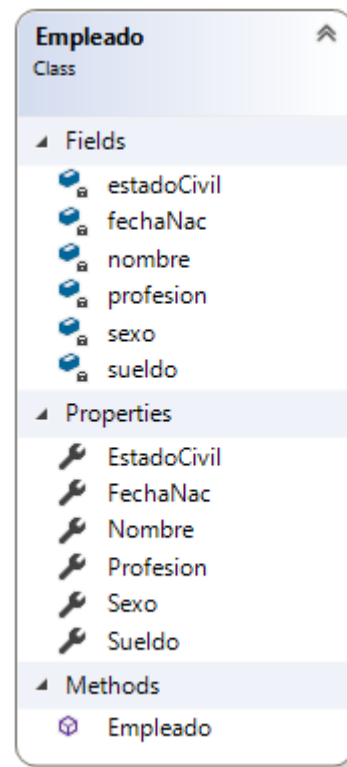 Empleado
Class
Fields
estadoCivil
fechaNac
nombre
profesion
sexo
sueldo
Properties
EstadoCivil
FechaNac
Nombre
Profesion
Sexo
Sueldo
Methods
Empleado